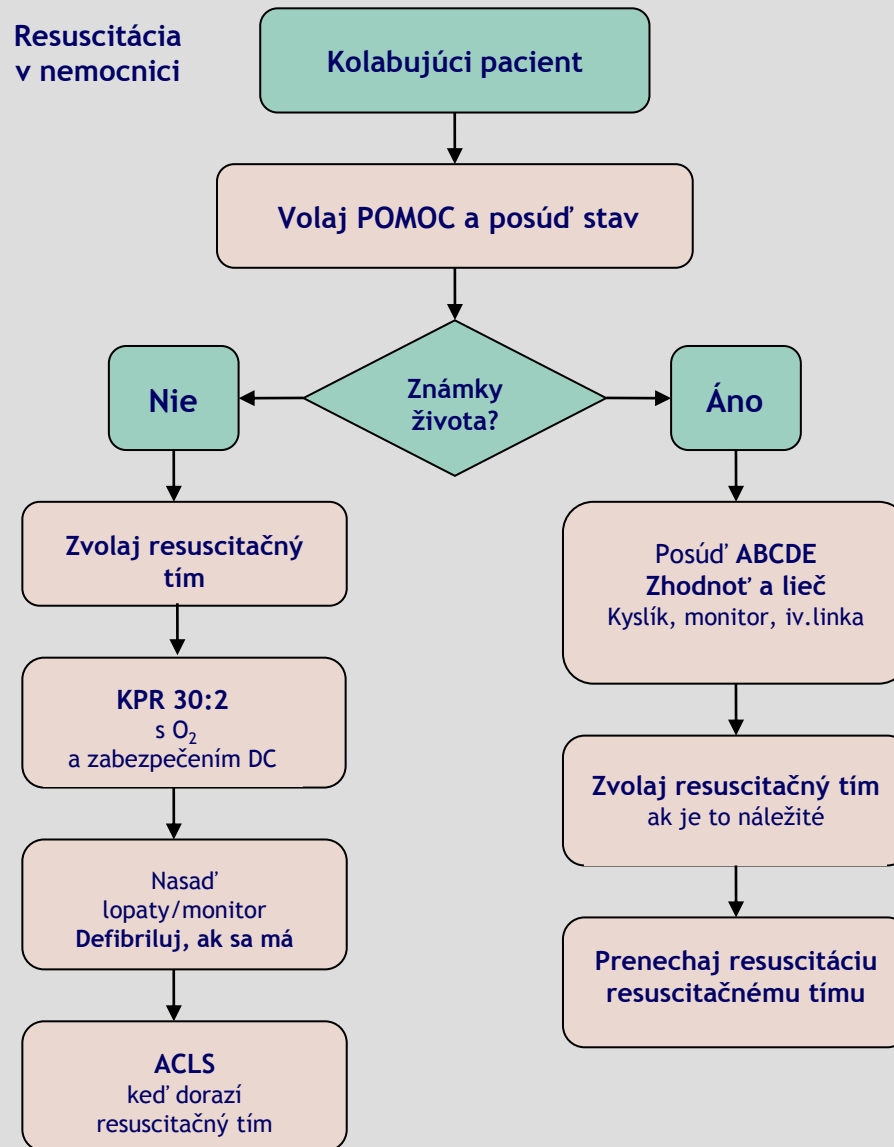 Resuscitácia
v nemocnici
Kolabujúci pacient
Volaj POMOC a posúď stav
Známky
života?
Nie
Áno
Zvolaj resuscitačný
tím
KPR 30:2
s O₂
a zabezpečením DC
Nasaď
lopaty/monitor
Defibriluj, ak sa má
ACLS
keď dorazí
resuscitačný tím
Posúď ABCDE
Zhodnoť a lieč
Kyslík, monitor, iv.linka
Zvolaj resuscitačný tím
ak je to náležité
Prenechaj resuscitáciu
resuscitačnému tímu